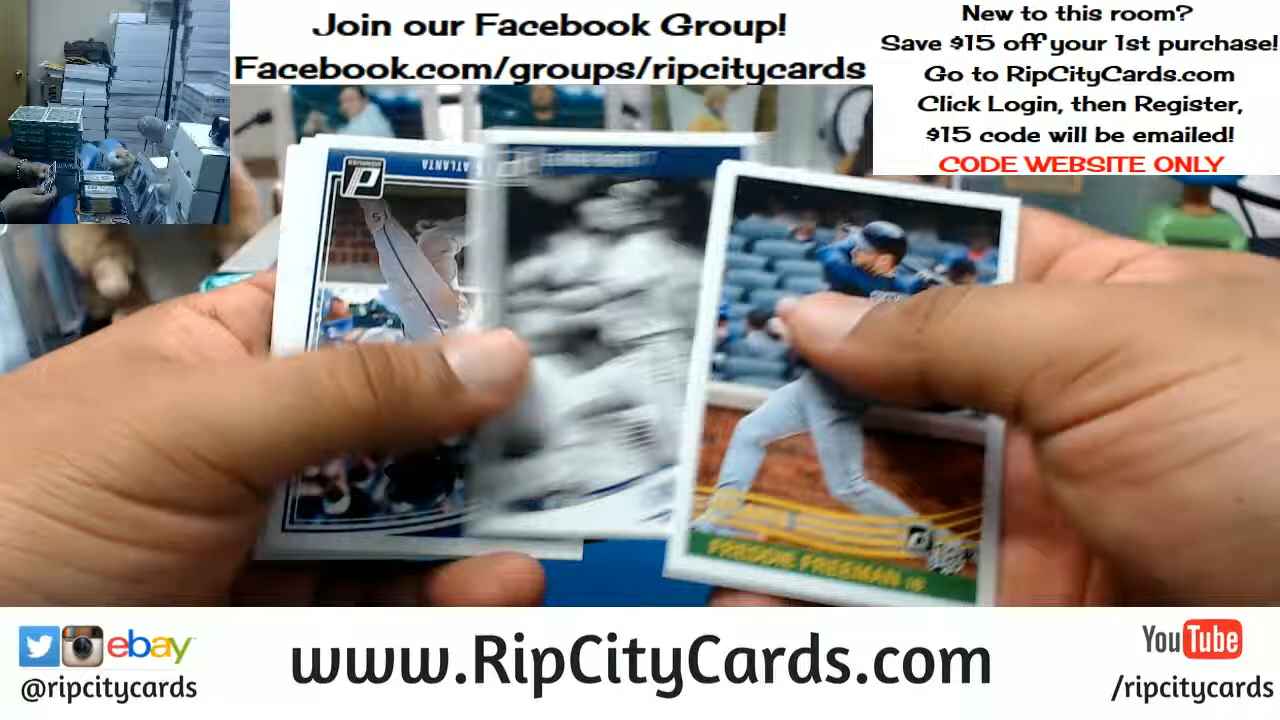 Join our Facebook Group!
Facebook.com/groups/ripcitycards
New to this room?
Save $15 off your 1st purchase!
Go to RipCityCards.com
Click Login, then Register,
$15 code will be emailed!
CODE WEBSITE ONLY
ATLANTA
DONRUSS
FREDDIE FREEMAN 1B
ebay
@ripcitycards
www.RipCityCards.com
YouTube
/ripcitycards